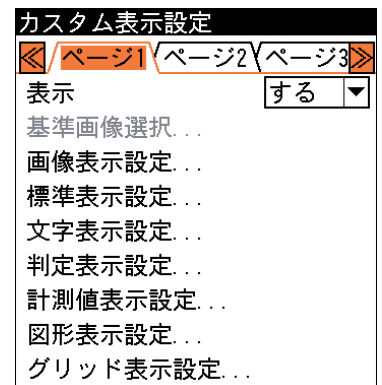 カスタム表示設定
≪ ページ1 ページ2 ページ3 ≫
表示 する ▼
基準画像選択...
画像表示設定...
標準表示設定...
文字表示設定...
判定表示設定...
計測値表示設定...
図形表示設定...
グリッド表示設定...